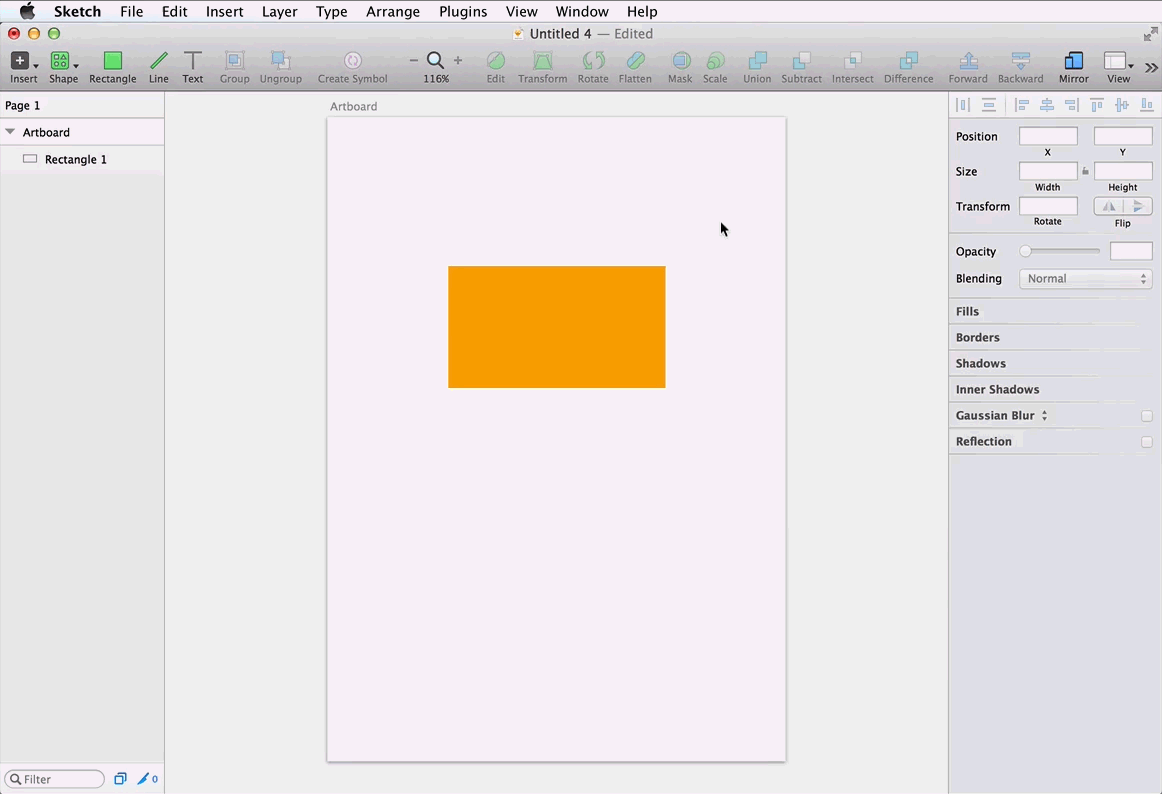 Sketch File Edit Insert Layer Type Arrange Plugins View Window Help
Untitled 4 — Edited
Insert Shape Rectangle Line Text Group Ungroup Create Symbol 116% Edit Transform Rotate Flatten Mask Scale Union Subtract Intersect Difference Forward Backward Mirror View
Page 1
Artboard
Rectangle 1
Filter
0
Artboard
Position
X Y
Size
Width Height
Transform
Rotate Flip
Opacity
Blending Normal
Fills
Borders
Shadows
Inner Shadows
Gaussian Blur
Reflection